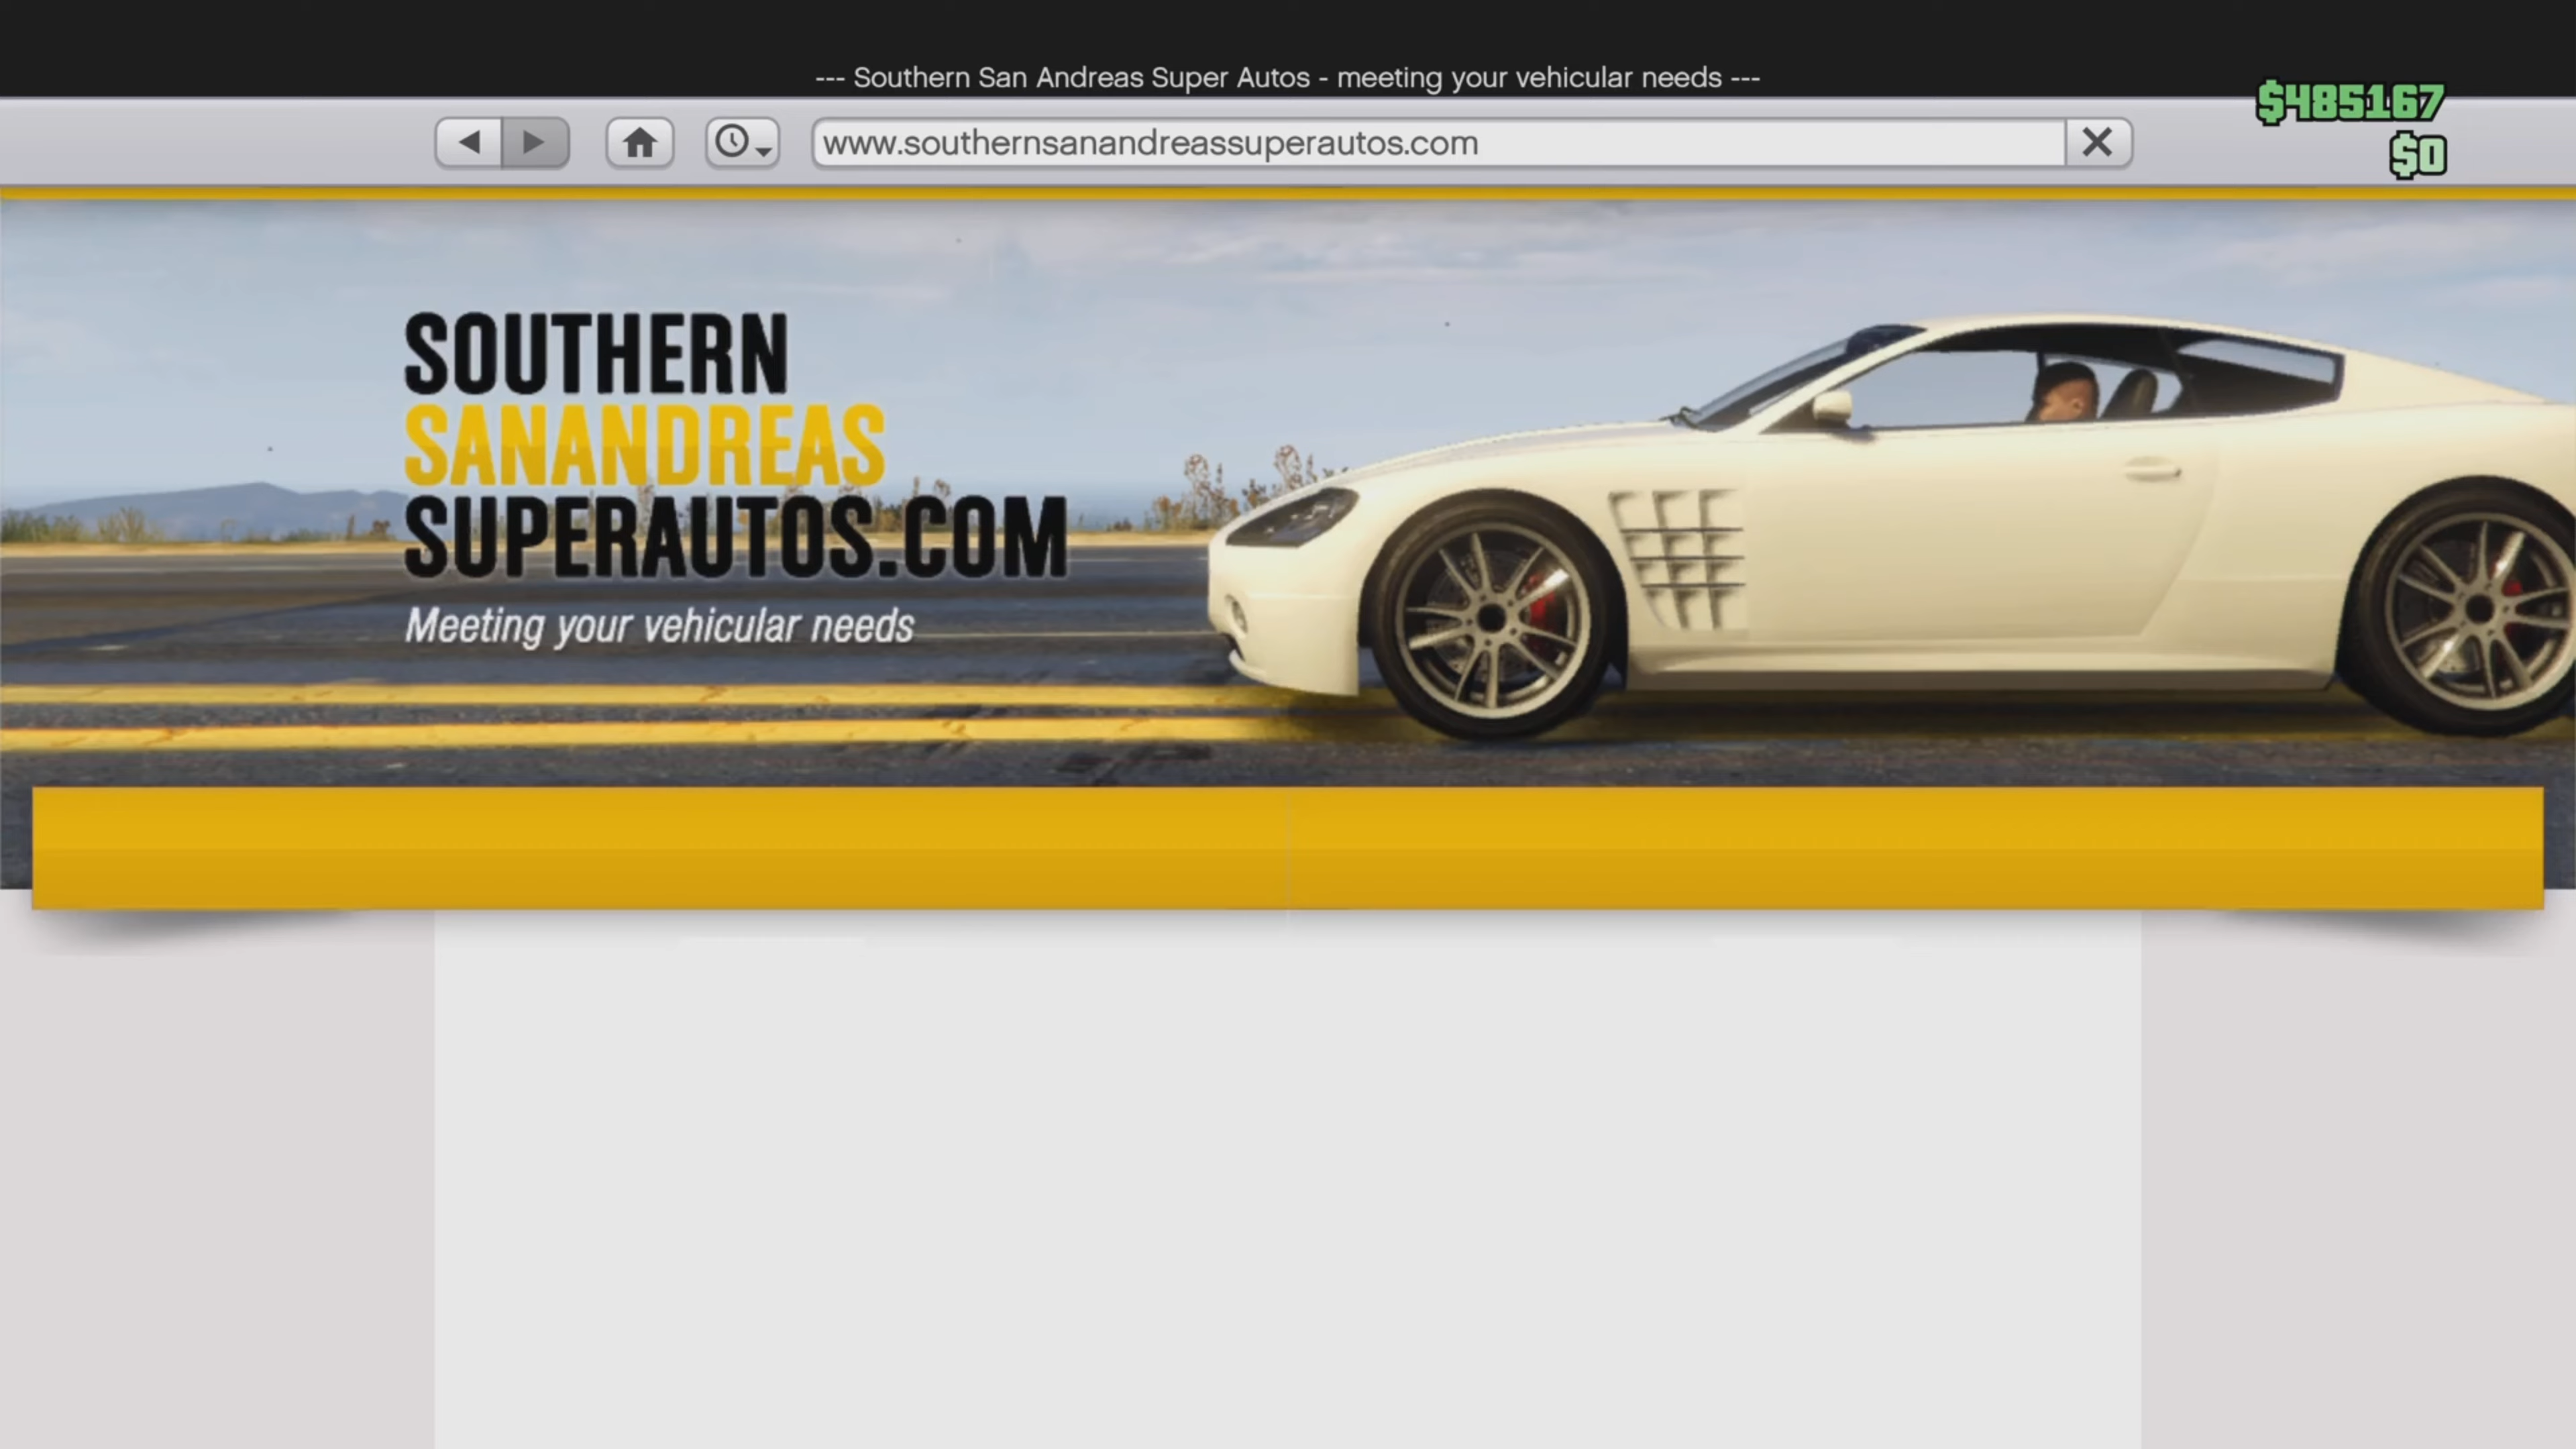 --- Southern San Andreas Super Autos - meeting your vehicular needs ---
$485167
www.southernsanandreassuperautos.com
$0
SOUTHERN
SANANDREAS
SUPERAUTOS.COM
Meeting your vehicular needs